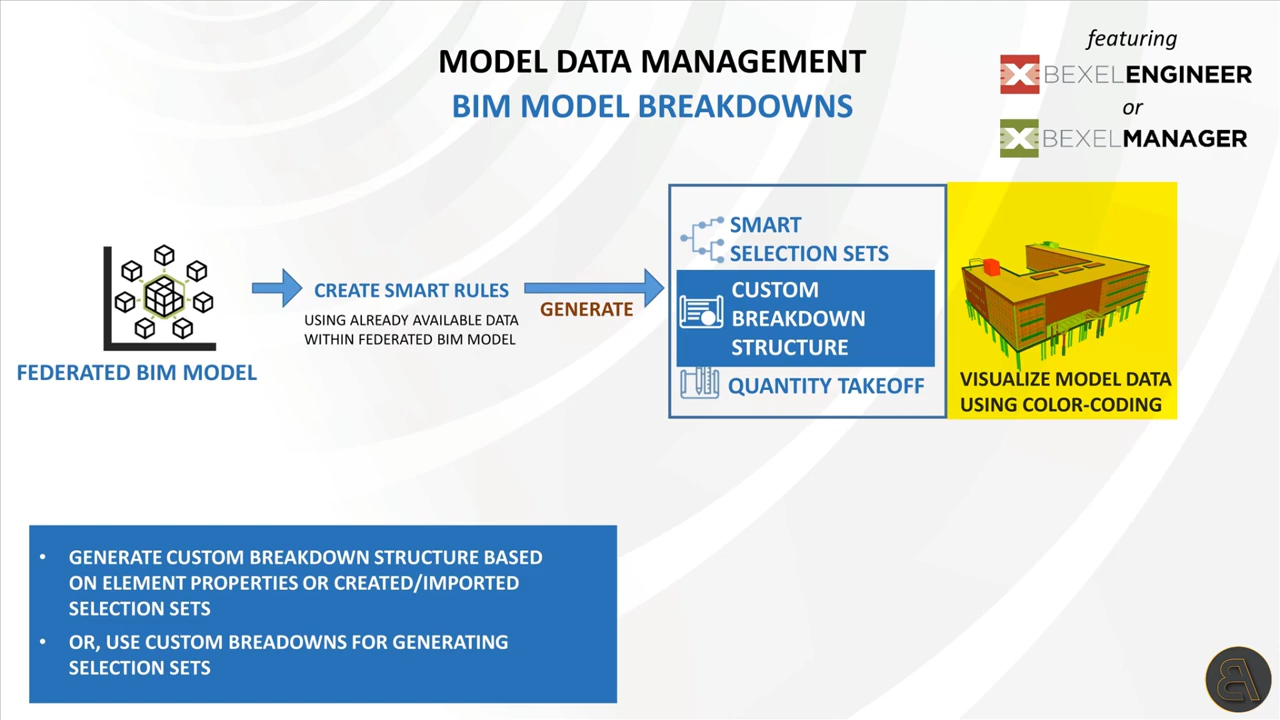 MODEL DATA MANAGEMENT
BIM MODEL BREAKDOWNS
featuring
BEXELENGINEER
or
BEXELMANAGER
FEDERATED BIM MODEL
CREATE SMART RULES
USING ALREADY AVAILABLE DATA
WITHIN FEDERATED BIM MODEL
GENERATE
SMART
SELECTION SETS
CUSTOM
BREAKDOWN
STRUCTURE
QUANTITY TAKEOFF
VISUALIZE MODEL DATA
USING COLOR-CODING
• GENERATE CUSTOM BREAKDOWN STRUCTURE BASED
ON ELEMENT PROPERTIES OR CREATED/IMPORTED
SELECTION SETS
• OR, USE CUSTOM BREADOWNS FOR GENERATING
SELECTION SETS